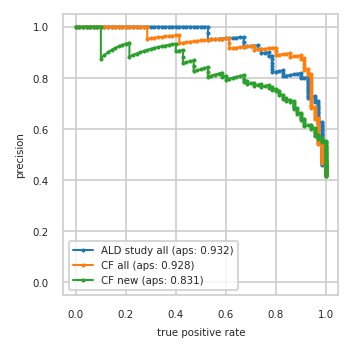 1.0
0.8
0.6
0.4
0.2
0.0
precision
ALD study all (aps: 0.932)
CF all (aps: 0.928)
CF new (aps: 0.831)
0.0 0.2 0.4 0.6 0.8 1.0
true positive rate